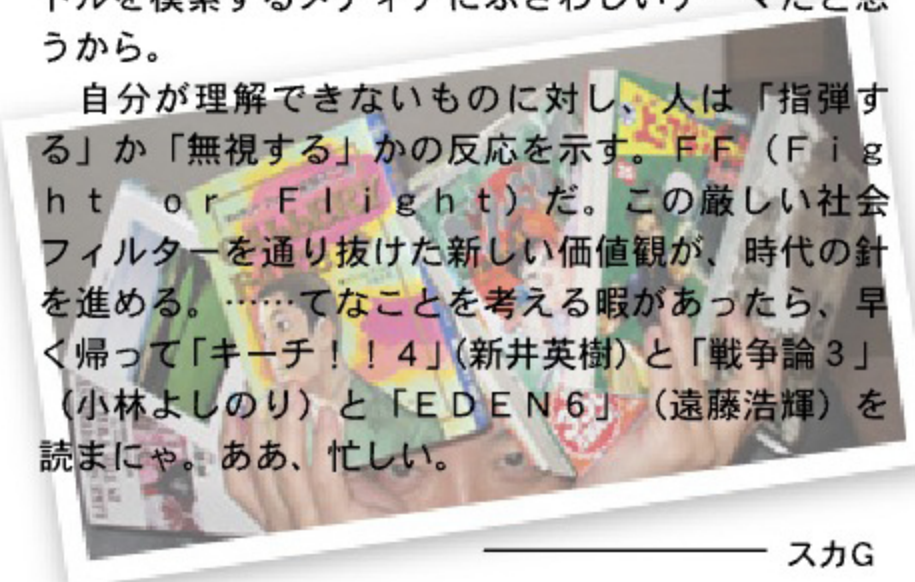 うから。
　自分が理解できないものに対し、人は「指弾す
る」か「無視する」かの反応を示す。ＦＦ（Ｆｉｇ
ｈｔ　ｏｒ　Ｆｌｉｇｈｔ）だ。この厳しい社会
フィルターを通り抜けた新しい価値観が、時代の針
を進める。……てなことを考える暇があったら、早
く帰って「キーチ！！４」（新井英樹）と「戦争論３」
（小林よしのり）と「ＥＤＥＮ６」（遠藤浩輝）を
読まにゃ。ああ、忙しい。
スカG